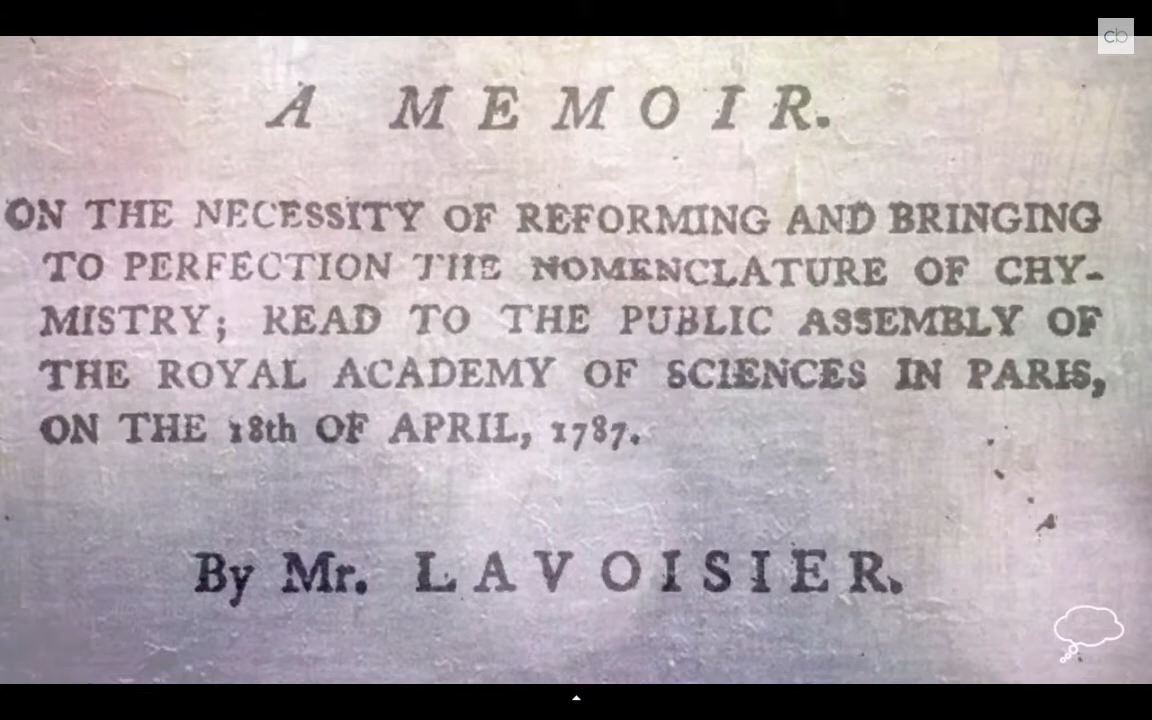 cb
A MEMOIR.
ON THE NECESSITY OF REFORMING AND BRINGING
TO PERFECTION THE NOMENCLATURE OF CHY-
MISTRY; READ TO THE PUBLIC ASSEMBLY OF
THE ROYAL ACADEMY OF SCIENCES IN PARIS,
ON THE 18th OF APRIL, 1787.
By Mr. LAVOISIER.